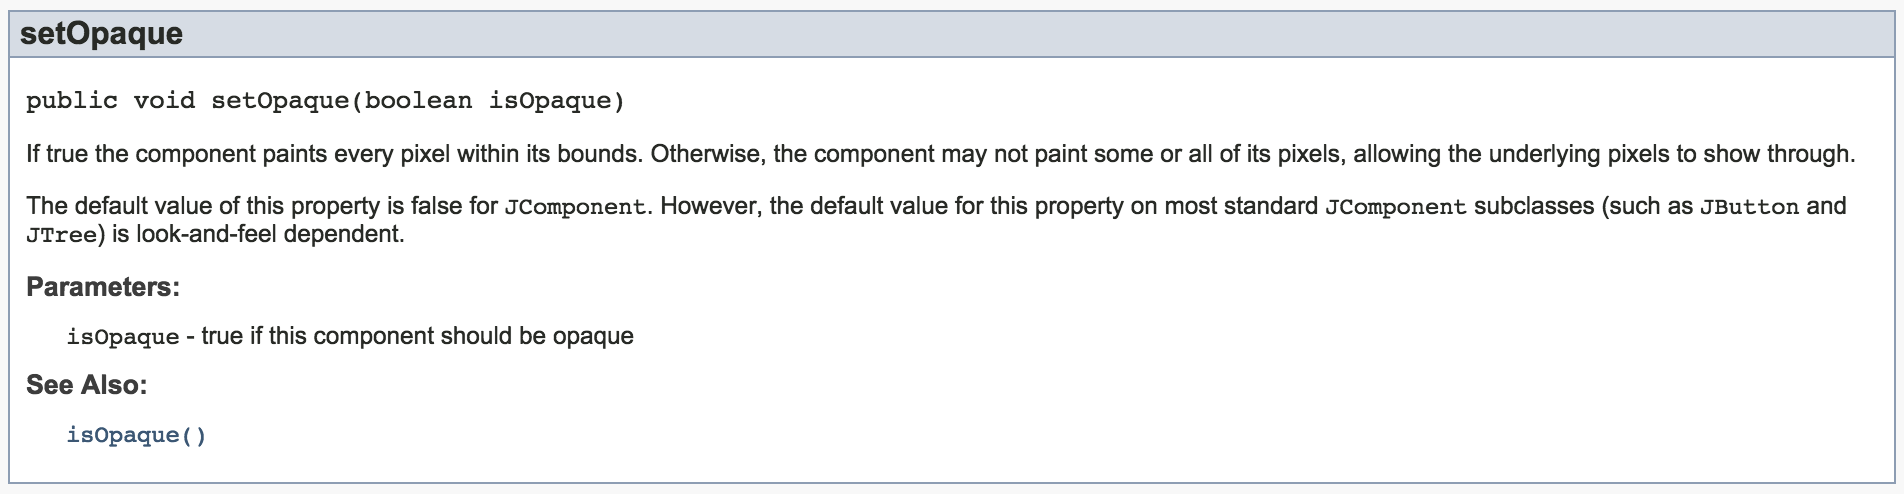 setOpaque
public void setOpaque(boolean isOpaque)
If true the component paints every pixel within its bounds. Otherwise, the component may not paint some or all of its pixels, allowing the underlying pixels to show through.
The default value of this property is false for JComponent. However, the default value for this property on most standard JComponent subclasses (such as JButton and
JTree) is look-and-feel dependent.
Parameters:
isOpaque - true if this component should be opaque
See Also:
isOpaque()